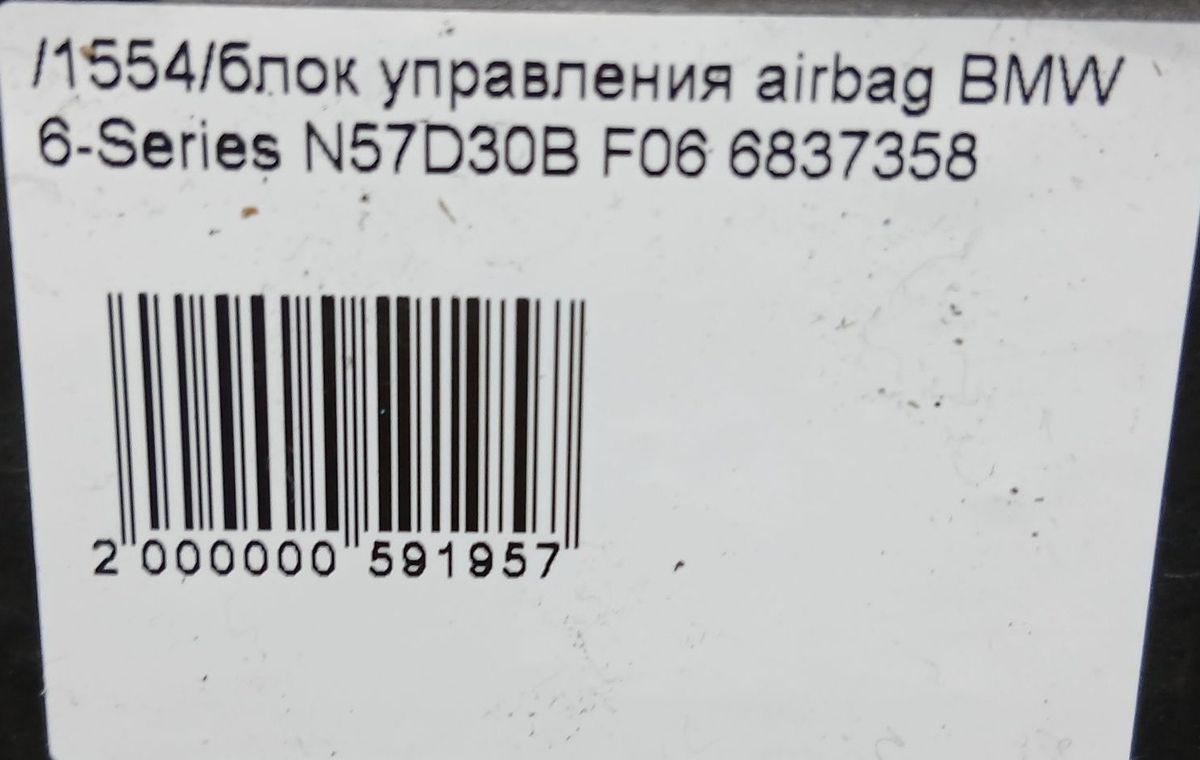 /1554/блок управления airbag BMW
6-Series N57D30B F06 6837358
2 000000 591957